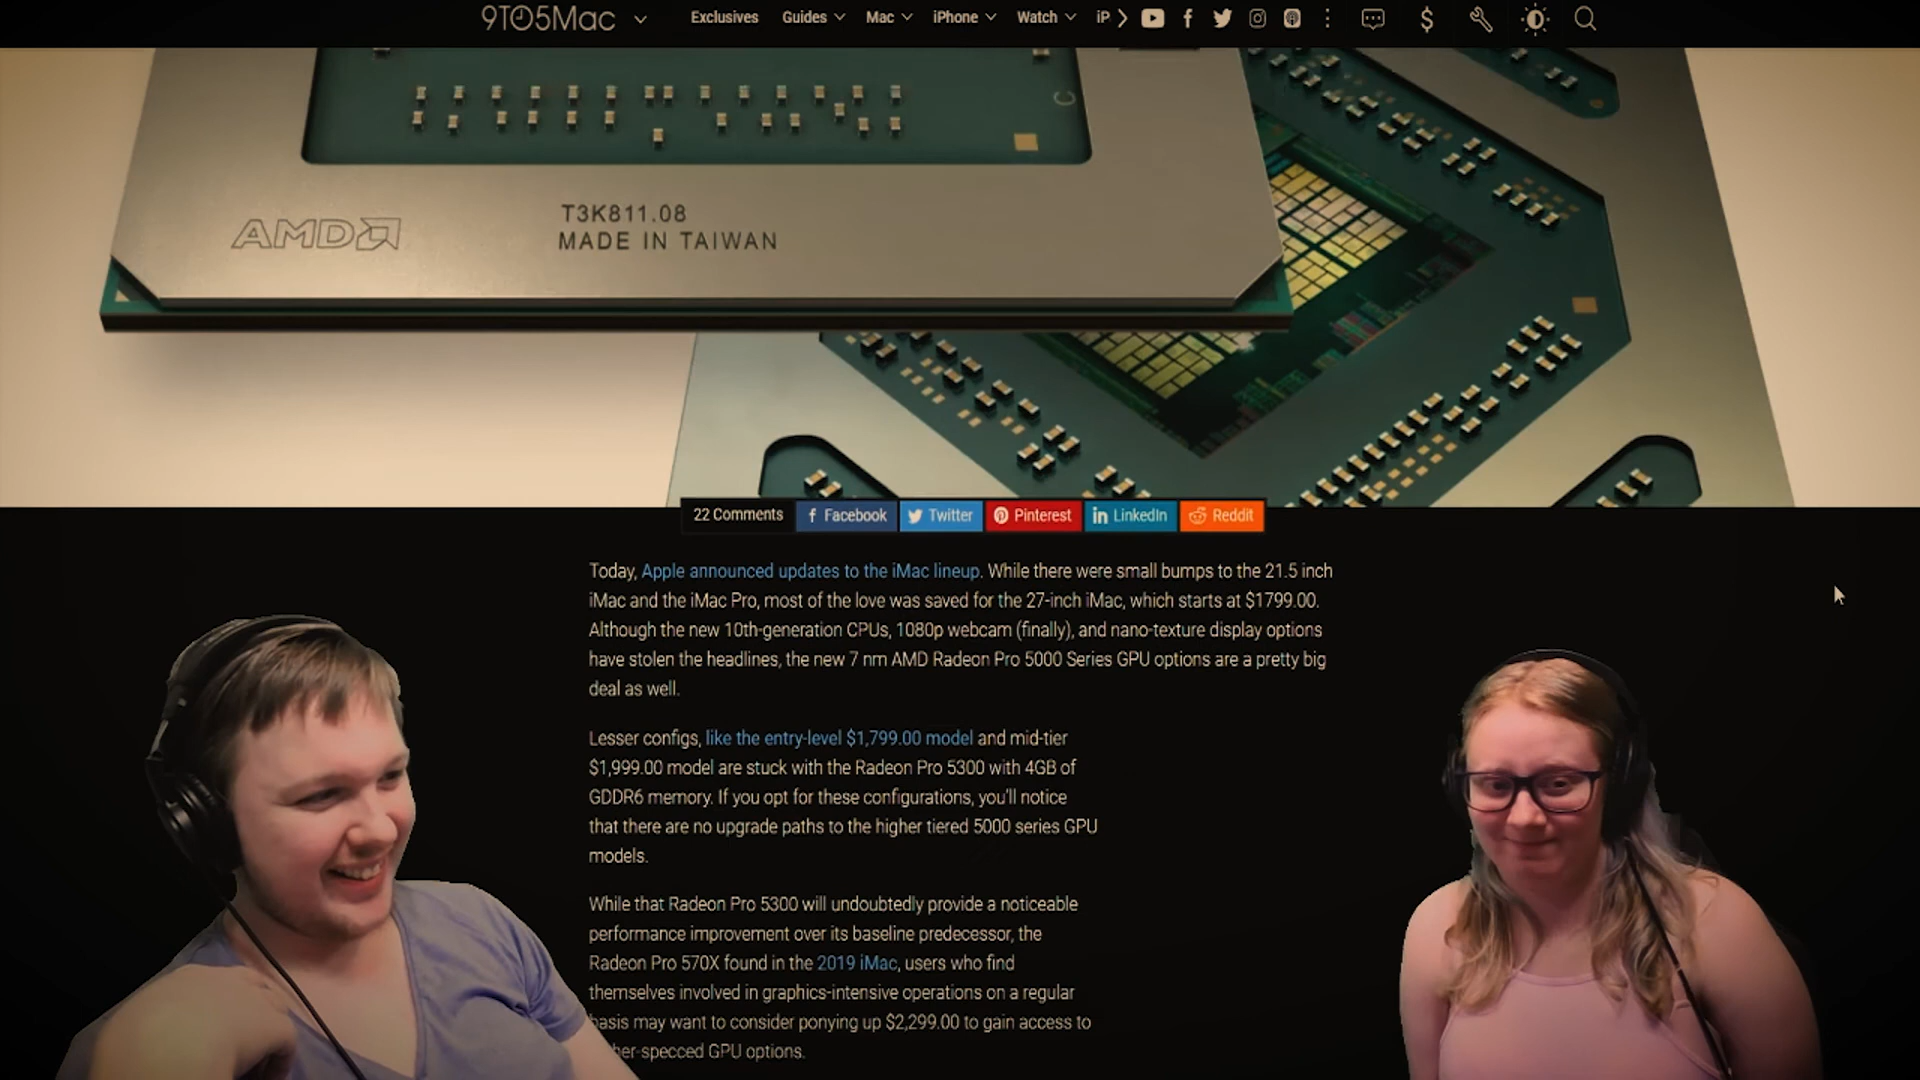 9TO5Mac
Exclusives Guides Mac iPhone Watch iP
AMD
T3K811.08
MADE IN TAIWAN
22 Comments Facebook Twitter Pinterest LinkedIn Reddit
Today, Apple announced updates to the iMac lineup. While there were small bumps to the 21.5 inch
iMac and the iMac Pro, most of the love was saved for the 27-inch iMac, which starts at $1799.00.
Although the new 10th-generation CPUs, 1080p webcam (finally), and nano-texture display options
have stolen the headlines, the new 7 nm AMD Radeon Pro 5000 Series GPU options are a pretty big
deal as well.
Lesser configs, like the entry-level $1,799.00 model and mid-tier
$1,999.00 model are stuck with the Radeon Pro 5300 with 4GB of
GDDR6 memory. If you opt for these configurations, you'll notice
that there are no upgrade paths to the higher tiered 5000 series GPU
models.
While that Radeon Pro 5300 will undoubtedly provide a noticeable
performance improvement over its baseline predecessor, the
Radeon Pro 570X found in the 2019 iMac, users who find
themselves involved in graphics-intensive operations on a regular
basis may want to consider ponying up $2,299.00 to gain access to
her-specced GPU options.